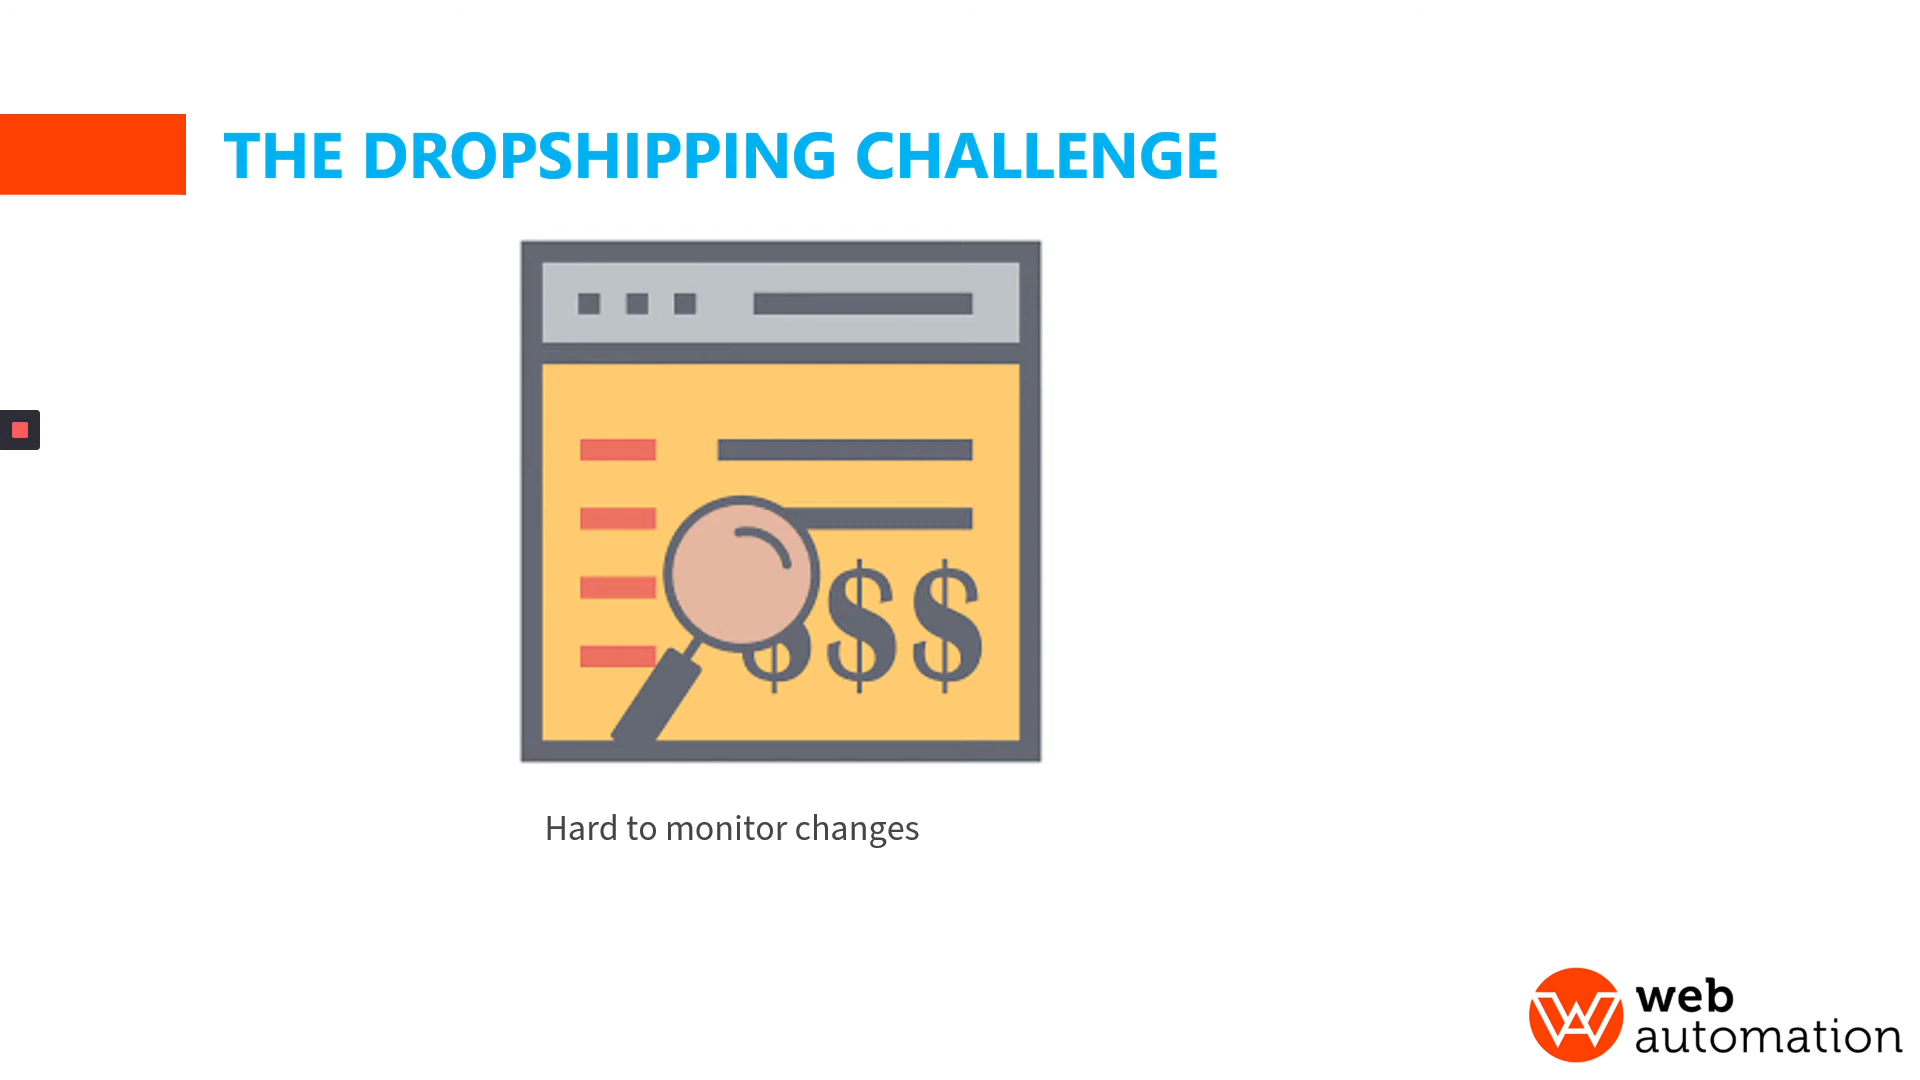 THE DROPSHIPPING CHALLENGE
$$$
Hard to monitor changes
web
automation